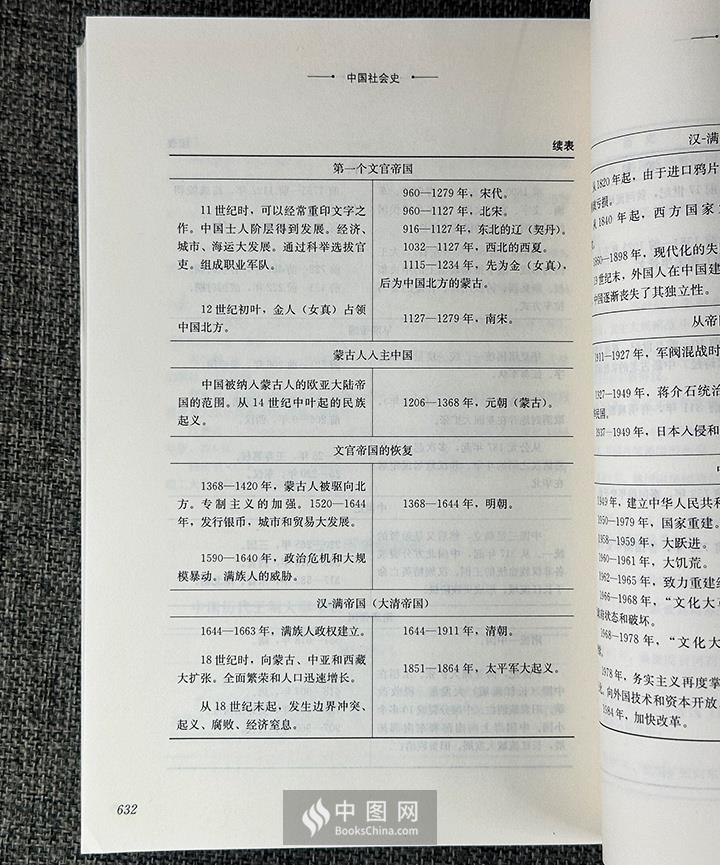 中国社会史
续表
第一个文官帝国
11世纪时，可以经常重印文字之
作。中国士人阶层得到发展。经济、
城市、海运大发展。通过科举选拔官
吏。组成职业军队。
12世纪初叶，金人（女真）占领
中国北方。
960—1279年，宋代。
960—1127年，北宋。
916—1127年，东北的辽（契丹）。
1032—1127年，西北的西夏。
1115—1234年，先为金（女真），
后为中国北方的蒙古。
1127—1279年，南宋。
蒙古人入主中国
中国被纳入蒙古人的欧亚大陆帝
国的范围。从14世纪中叶起的民族
起义。
1206—1368年，元朝（蒙古）。
文官帝国的恢复
1368—1420年，蒙古人被驱向北
方。专制主义的加强。1520—1644
年，发行银币，城市和贸易大发展。
1590—1640年，政治危机和大规
模暴动。满族人的威胁。
1368—1644年，明朝。
汉-满帝国（大清帝国）
1644—1663年，满族人政权建立。
18世纪时，向蒙古、中亚和西藏
大扩张。全面繁荣和人口迅速增长。
从18世纪末起，发生边界冲突、
起义、腐败、经济窒息。
1644—1911年，清朝。
1851—1864年，太平军大起义。
632
汉-满
从1820年起，由于进口鸦片
亏损。
1840年起，西方国家
1860—1898年，现代化的失
19世纪末，外国人在中国建
中国逐渐丧失了其独立性。
从帝国
1911—1927年，军阀混战时
1927—1949年，蒋介石统治
民国。
1937—1949年，日本入侵和
1949年，建立中华人民共和
1950—1979年，国家重建。
1958—1959年，大跃进。
1960—1961年，大饥荒。
1962—1965年，致力重建经
1966—1968年，“文化大
状态和破坏。
1968—1978年，“文化大
1978年，务实主义再度掌
向外国技术和资本开放
1984年，加快改革。
中图网
BooksChina.com